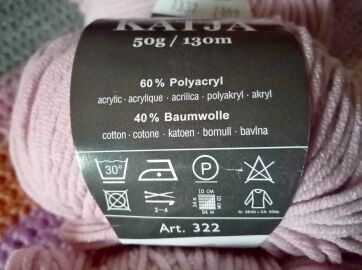 KATJA
50g / 130m
60% Polyacryl
acrylic · acrylique · acrilica · polyakryl · akryl
40% Baumwolle
cotton · cotone · katoen · bomull · bavlna
30°
P
10 CM
3-4
34 M
Art. 322